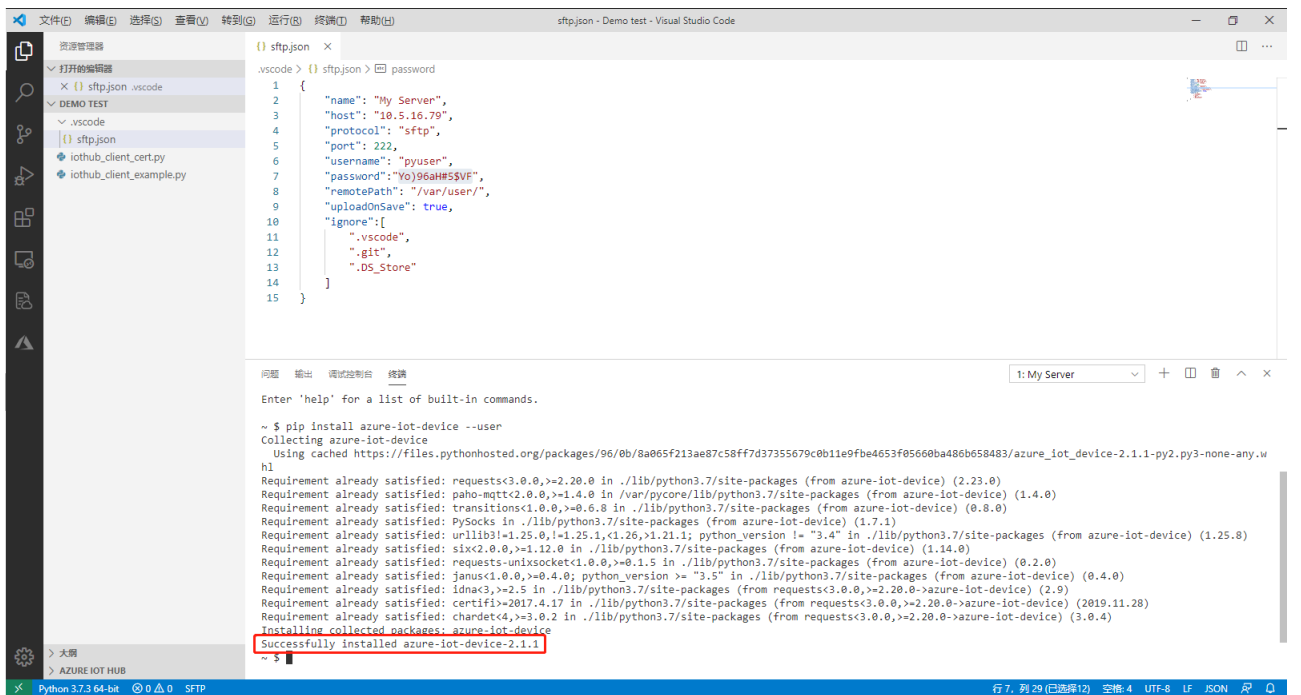 文件(F) 编辑(E) 选择(S) 查看(V) 转到(G) 运行(R) 终端(T) 帮助(H)
sftp.json - Demo test - Visual Studio Code
资源管理器
打开的编辑器
{} sftp.json .vscode
DEMO TEST
.vscode
{} sftp.json
iothub_client_cert.py
iothub_client_example.py
大纲
AZURE IOT HUB
{} sftp.json
.vscode > {} sftp.json > abc password
1 {
2 "name": "My Server",
3 "host": "10.5.16.79",
4 "protocol": "sftp",
5 "port": 222,
6 "username": "pyuser",
7 "password":"Yo)96aH#5$VF",
8 "remotePath": "/var/user/",
9 "uploadOnSave": true,
10 "ignore":[
11 ".vscode",
12 ".git",
13 ".DS_Store"
14 ]
15 }
问题 输出 调试控制台 终端
1: My Server
Enter 'help' for a list of built-in commands.
~ $ pip install azure-iot-device --user
Collecting azure-iot-device
Using cached https://files.pythonhosted.org/packages/96/0b/8a065f213ae87c58ff7d37355679c0b11e9fbe4653f05660ba486b658483/azure_iot_device-2.1.1-py2.py3-none-any.w
hl
Requirement already satisfied: requests<3.0.0,>=2.20.0 in ./lib/python3.7/site-packages (from azure-iot-device) (2.23.0)
Requirement already satisfied: paho-mqtt<2.0.0,>=1.4.0 in /var/pycore/lib/python3.7/site-packages (from azure-iot-device) (1.4.0)
Requirement already satisfied: transitions<1.0.0,>=0.6.8 in ./lib/python3.7/site-packages (from azure-iot-device) (0.8.0)
Requirement already satisfied: PySocks in ./lib/python3.7/site-packages (from azure-iot-device) (1.7.1)
Requirement already satisfied: urllib3!=1.25.0,!=1.25.1,<1.26,>1.21.1; python_version != "3.4" in ./lib/python3.7/site-packages (from azure-iot-device) (1.25.8)
Requirement already satisfied: six<2.0.0,>=1.12.0 in ./lib/python3.7/site-packages (from azure-iot-device) (1.14.0)
Requirement already satisfied: requests-unixsocket<1.0.0,>=0.1.5 in ./lib/python3.7/site-packages (from azure-iot-device) (0.2.0)
Requirement already satisfied: janus<1.0.0,>=0.4.0; python_version >= "3.5" in ./lib/python3.7/site-packages (from azure-iot-device) (0.4.0)
Requirement already satisfied: idna<3,>=2.5 in ./lib/python3.7/site-packages (from requests<3.0.0,>=2.20.0->azure-iot-device) (2.9)
Requirement already satisfied: certifi>=2017.4.17 in ./lib/python3.7/site-packages (from requests<3.0.0,>=2.20.0->azure-iot-device) (2019.11.28)
Requirement already satisfied: chardet<4,>=3.0.2 in ./lib/python3.7/site-packages (from requests<3.0.0,>=2.20.0->azure-iot-device) (3.0.4)
Installing collected packages: azure-iot-device
Successfully installed azure-iot-device-2.1.1
~ $
Python 3.7.3 64-bit 0 0 SFTP
行 7，列 29 (已选择12) 空格: 4 UTF-8 LF JSON